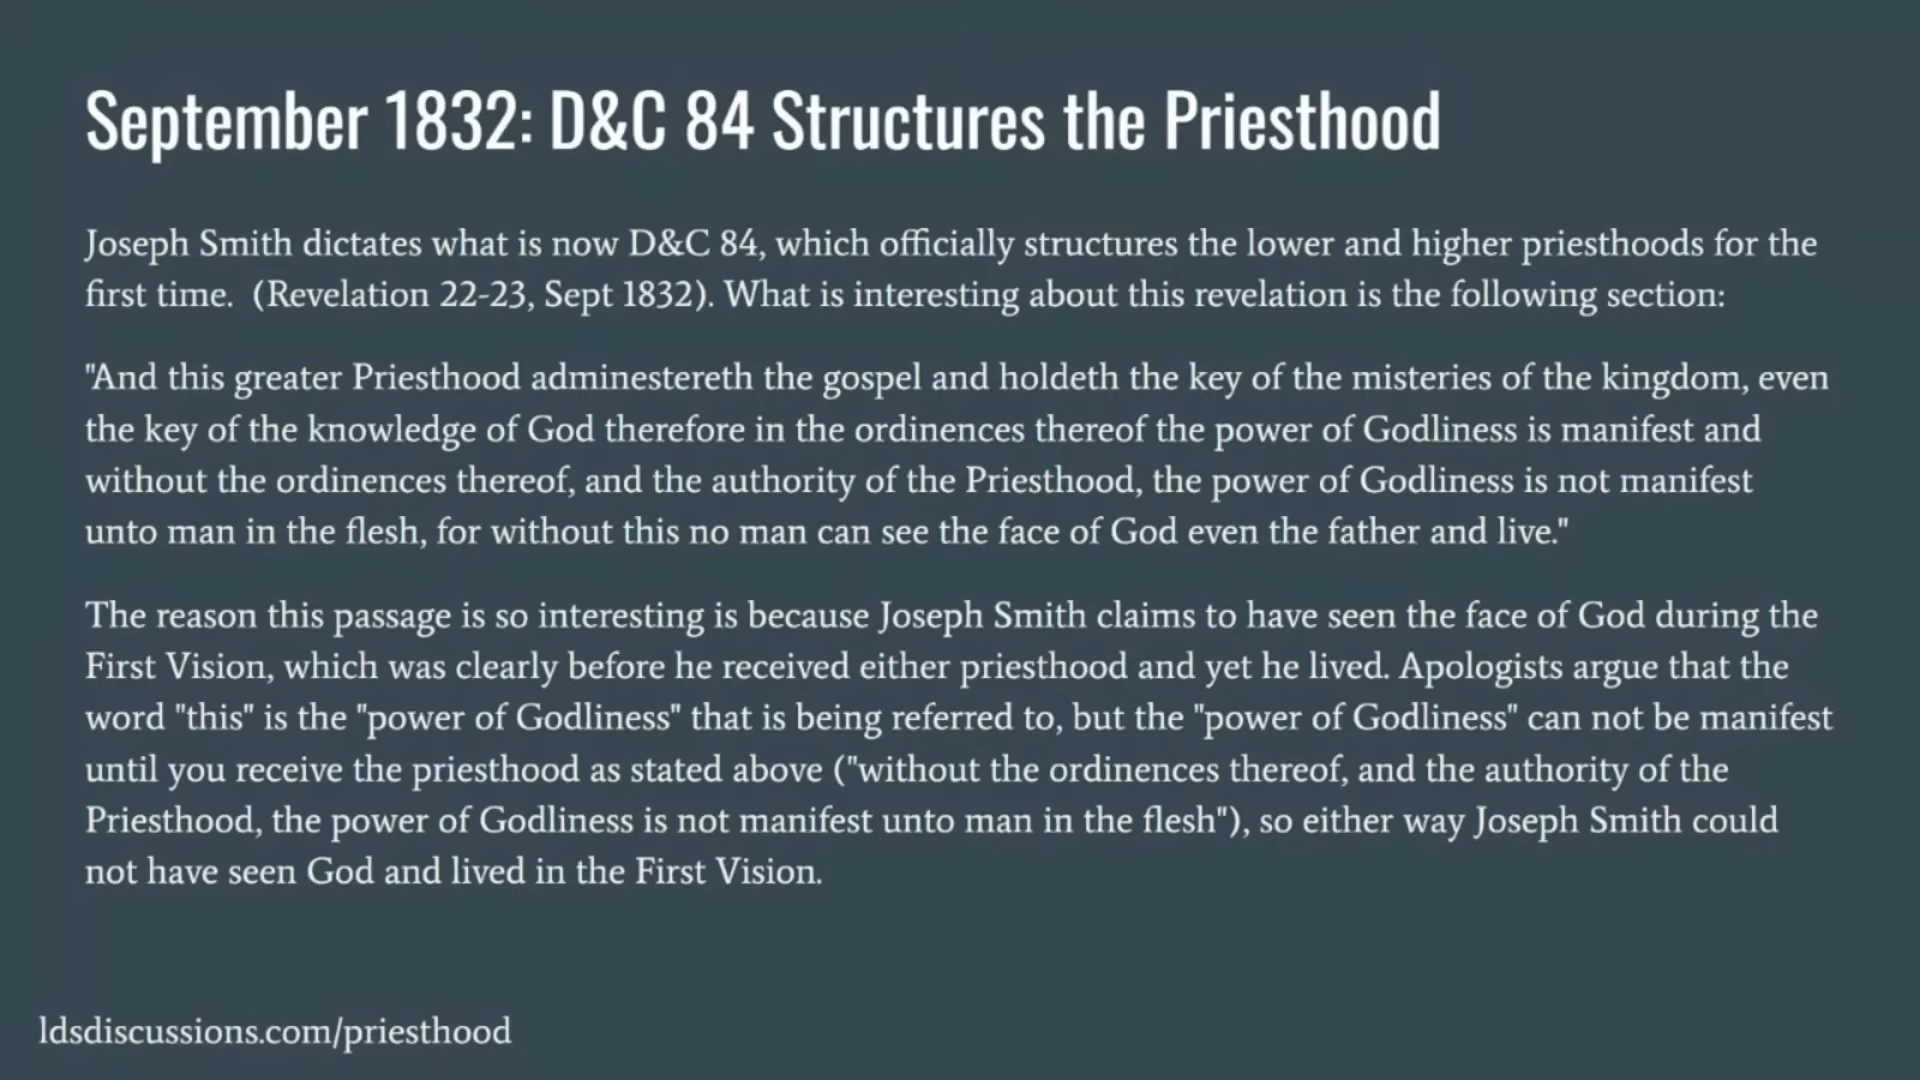 September 1832: D&C 84 Structures the Priesthood
Joseph Smith dictates what is now D&C 84, which officially structures the lower and higher priesthoods for the
first time.  (Revelation 22-23, Sept 1832). What is interesting about this revelation is the following section:
"And this greater Priesthood adminestereth the gospel and holdeth the key of the misteries of the kingdom, even
the key of the knowledge of God therefore in the ordinences thereof the power of Godliness is manifest and
without the ordinences thereof, and the authority of the Priesthood, the power of Godliness is not manifest
unto man in the flesh, for without this no man can see the face of God even the father and live."
The reason this passage is so interesting is because Joseph Smith claims to have seen the face of God during the
First Vision, which was clearly before he received either priesthood and yet he lived. Apologists argue that the
word "this" is the "power of Godliness" that is being referred to, but the "power of Godliness" can not be manifest
until you receive the priesthood as stated above ("without the ordinences thereof, and the authority of the
Priesthood, the power of Godliness is not manifest unto man in the flesh"), so either way Joseph Smith could
not have seen God and lived in the First Vision.
ldsdiscussions.com/priesthood